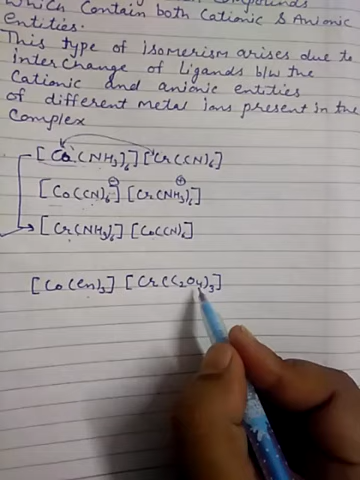 Compounds
which contain both Cationic & Anionic
Entities.
This type of isomerism arises due to
interchange of Ligands b/w the
Cationic and anionic entities
of different metal ions present in the
Complex
[Co(NH3)6] [Cr(CN)6]
[Co(CN)6]⊖ [Cr(NH3)6]⊕
[Cr(NH3)6] [Co(CN)6]
[Co(en)3] [Cr(C2O4)3]